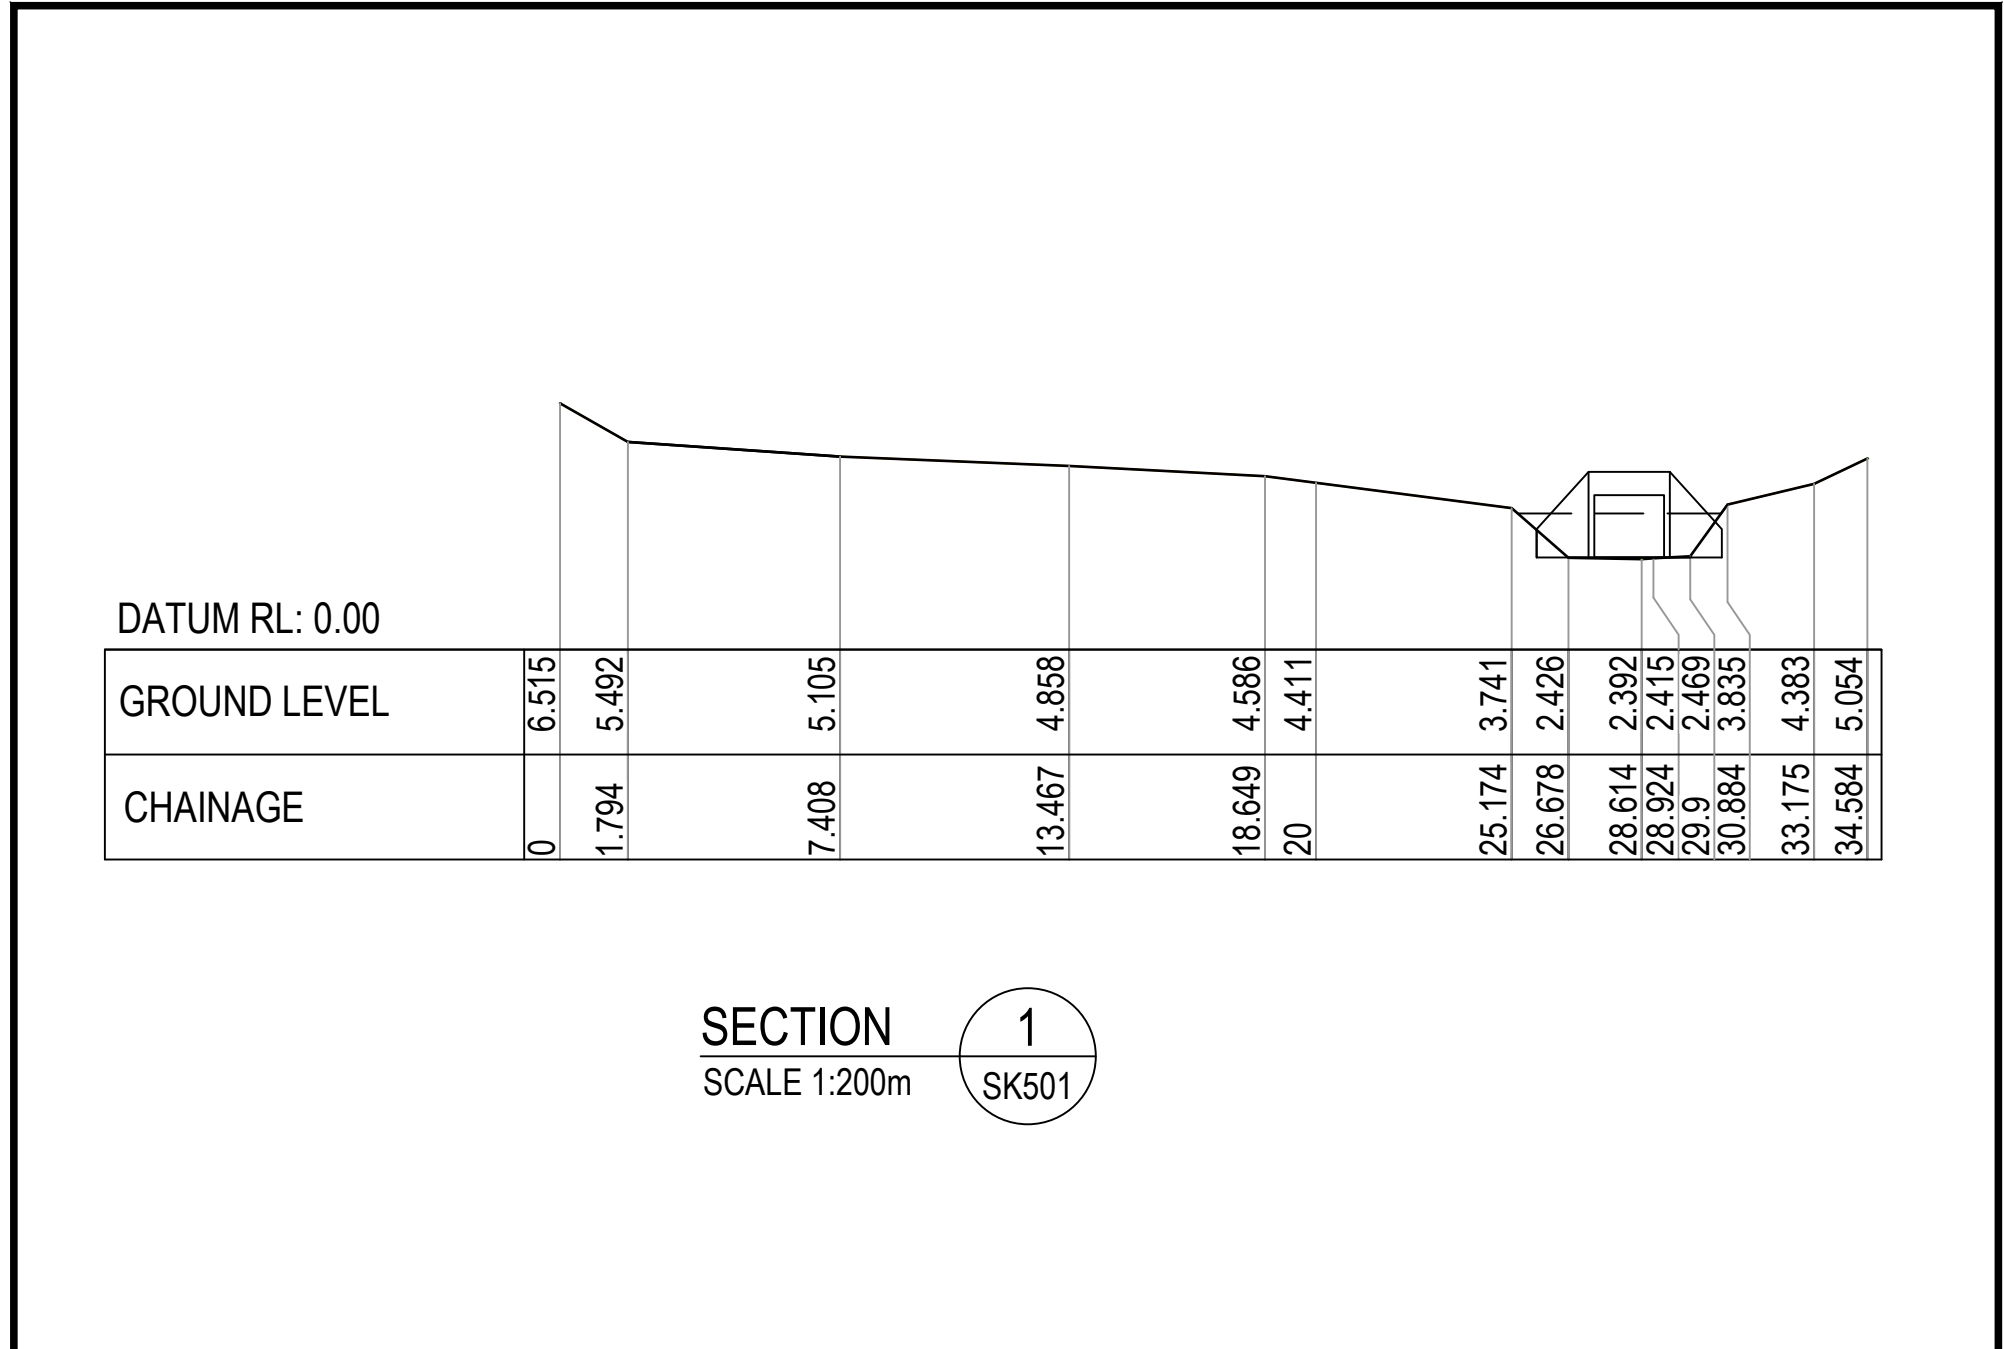 DATUM RL: 0.00
GROUND LEVEL 6.515 5.492 5.105 4.858 4.586 4.411 3.741 2.426 2.392 2.415 2.469 3.835 4.383 5.054
CHAINAGE 0 1.794 7.408 13.467 18.649 20 25.174 26.678 28.614 28.924 29.9 30.884 33.175 34.584
SECTION 1
SCALE 1:200m SK501